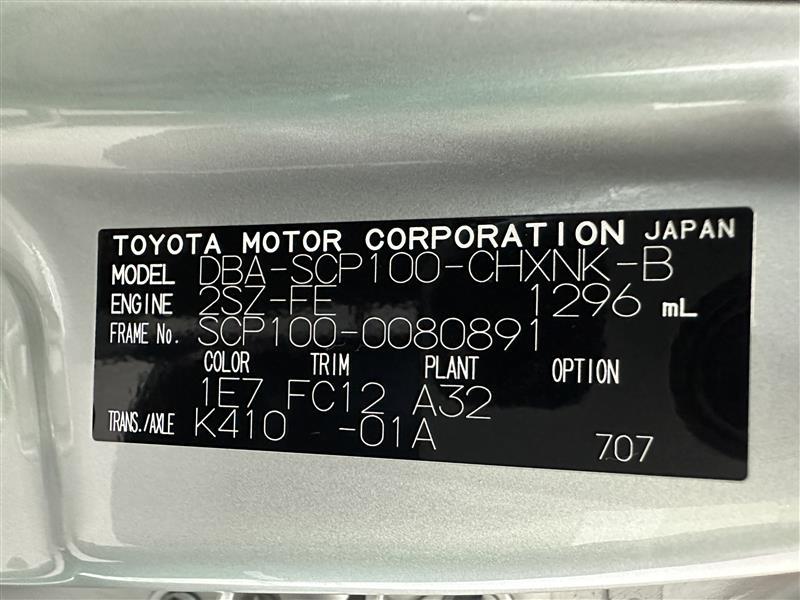 TOYOTA MOTOR CORPORATION JAPAN
MODEL DBA-SCP100-CHXNK-B
ENGINE 2SZ-FE 1296 mL
FRAME No. SCP100-0080891
COLOR TRIM PLANT OPTION
1E7 FC12 A32
TRANS./AXLE K410 -01A
707